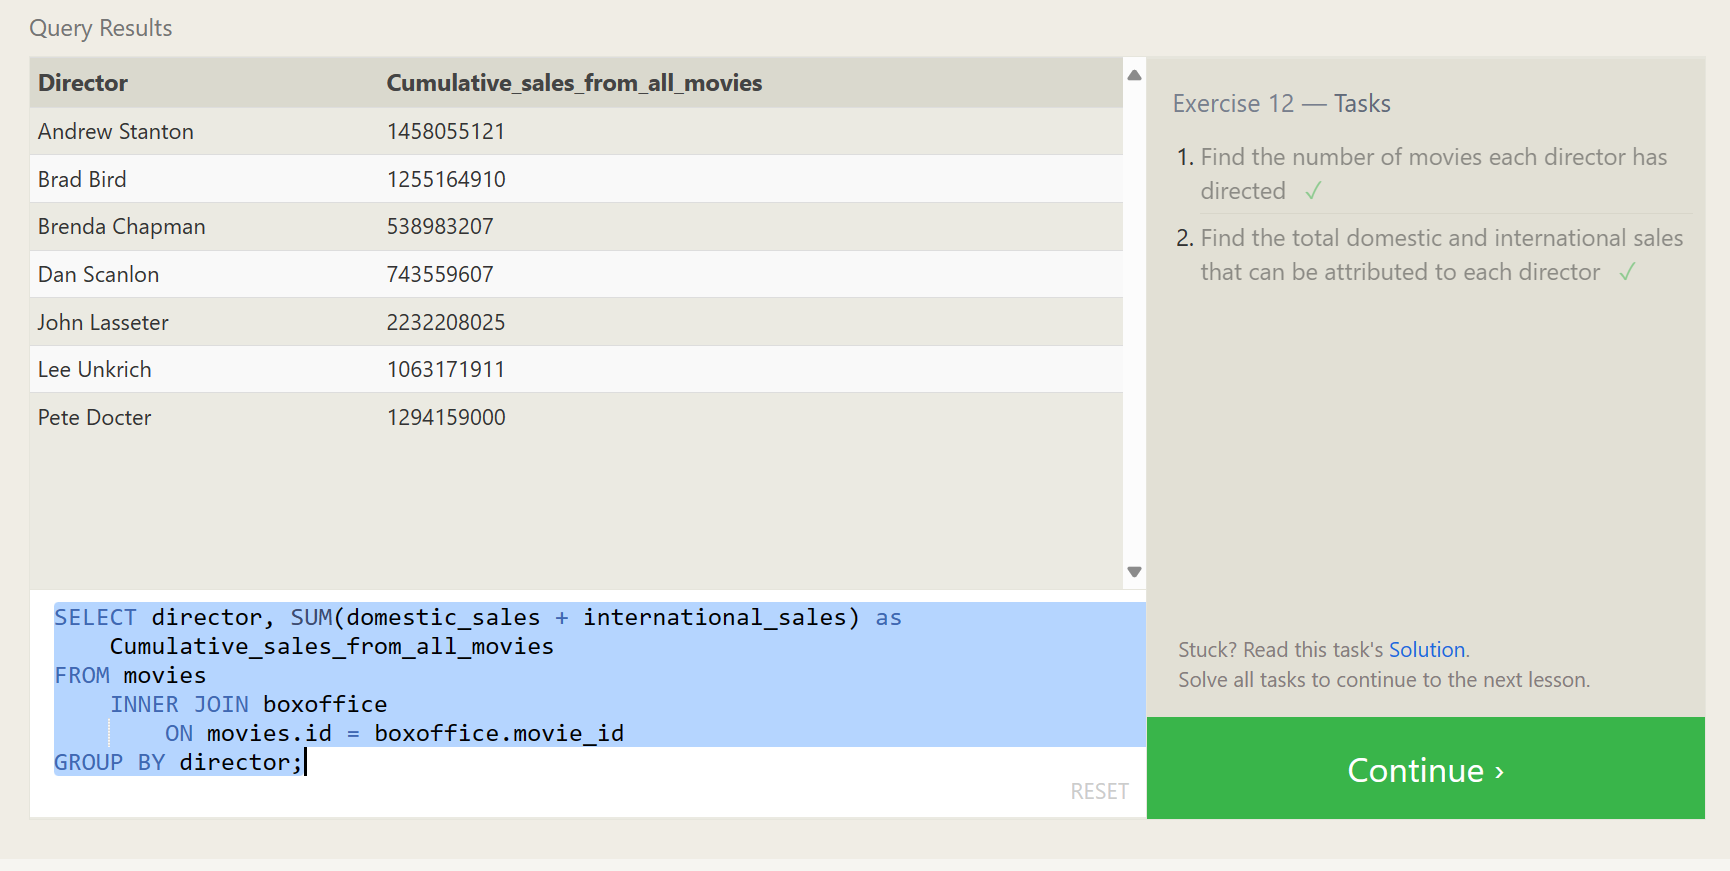 Query Results
Director Cumulative_sales_from_all_movies
Andrew Stanton 1458055121
Brad Bird 1255164910
Brenda Chapman 538983207
Dan Scanlon 743559607
John Lasseter 2232208025
Lee Unkrich 1063171911
Pete Docter 1294159000
SELECT director, SUM(domestic_sales + international_sales) as
Cumulative_sales_from_all_movies
FROM movies
INNER JOIN boxoffice
ON movies.id = boxoffice.movie_id
GROUP BY director;
RESET
Exercise 12 — Tasks
1. Find the number of movies each director has
directed ✓
2. Find the total domestic and international sales
that can be attributed to each director ✓
Stuck? Read this task's Solution.
Solve all tasks to continue to the next lesson.
Continue ›